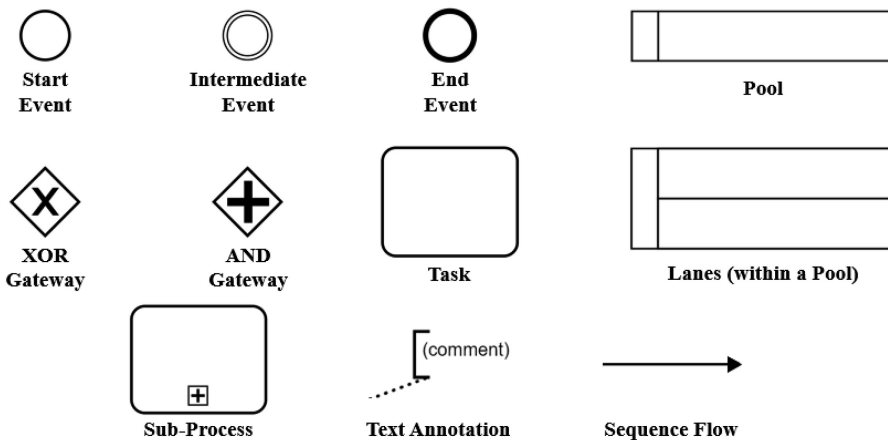 Start
Event
Intermediate
Event
End
Event
Pool
X
XOR
Gateway
AND
Gateway
Task
Lanes (within a Pool)
Sub-Process
(comment)
Text Annotation
Sequence Flow